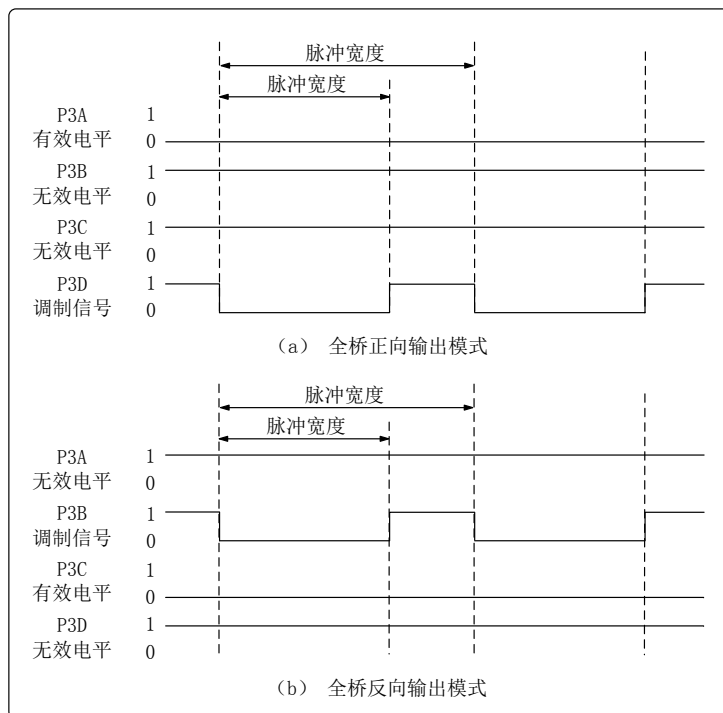 脉冲宽度
脉冲宽度
P3A 1
有效电平 0
P3B 1
无效电平 0
P3C 1
无效电平 0
P3D 1
调制信号 0
（a） 全桥正向输出模式
脉冲宽度
脉冲宽度
P3A 1
无效电平 0
P3B 1
调制信号 0
P3C 1
有效电平 0
P3D 1
无效电平 0
（b） 全桥反向输出模式